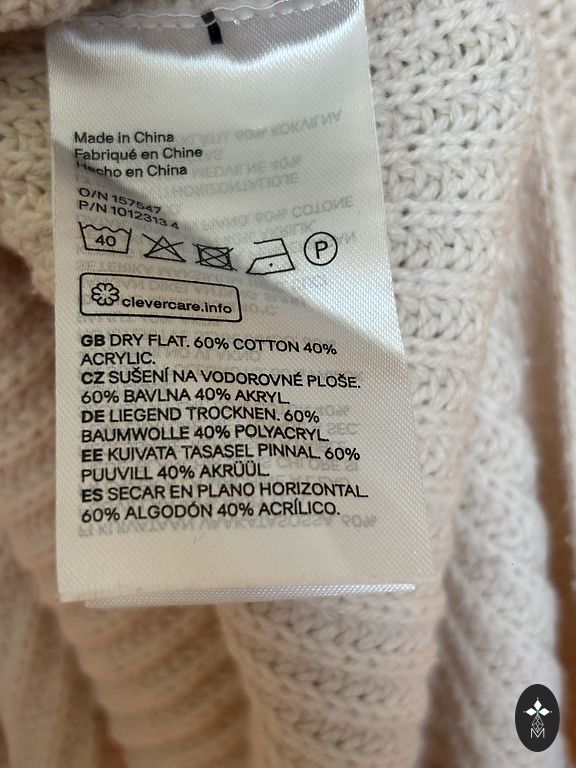 Made in China
Fabriqué en Chine
Hecho en China
O/N 157547
P/N 1012313 4
40 P
clevercare.info
GB DRY FLAT. 60% COTTON 40%
ACRYLIC.
CZ SUŠENÍ NA VODOROVNÉ PLOŠE.
60% BAVLNA 40% AKRYL.
DE LIEGEND TROCKNEN. 60%
BAUMWOLLE 40% POLYACRYL.
EE KUIVATA TASASEL PINNAL. 60%
PUUVILL 40% AKRÜÜL.
ES SECAR EN PLANO HORIZONTAL.
60% ALGODÓN 40% ACRÍLICO.